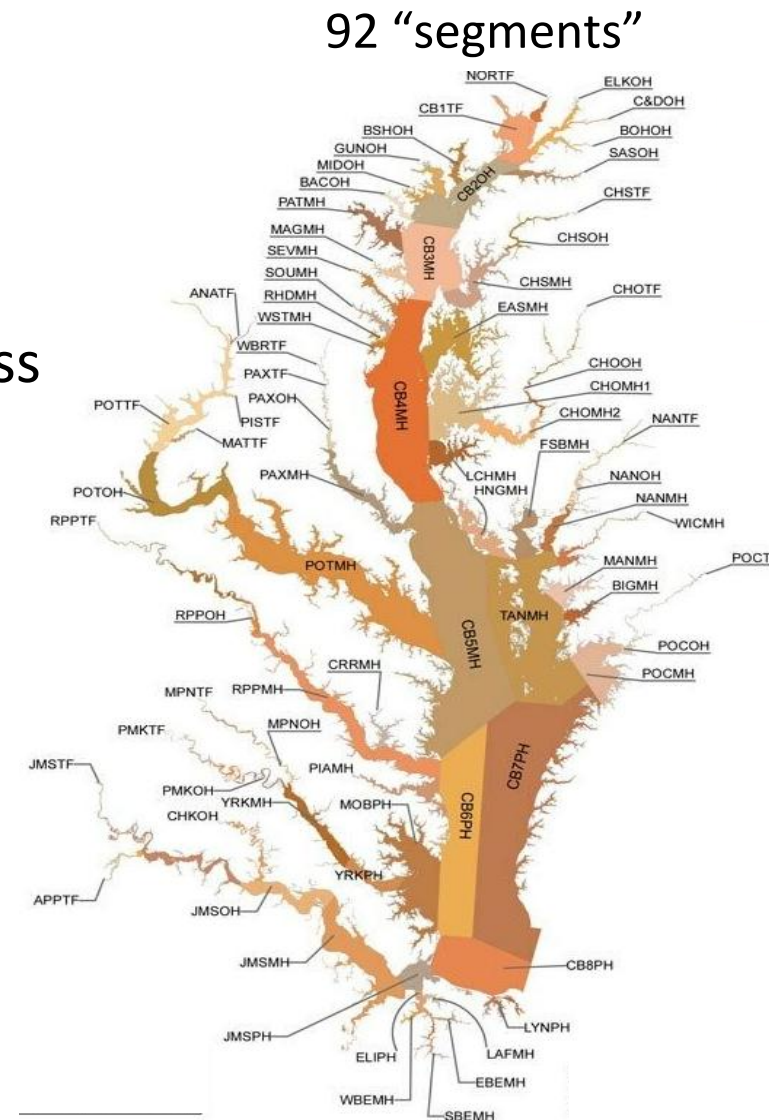 92 “segments”
NORTF
ELKOH
CB1TF
C&DOH
BSHOH
BOHOH
GUNOH
SASOH
MIDOH
CB2OH
BACOH
CHSTF
PATMH
MAGMH
CHSOH
SEVMH
CB3MH
SOUMH
CHSMH
ANATF
RHDMH
CHOTF
EASMH
WSTMH
WBRTF
ss
CHOOH
PAXTF
CHOMH1
PAXOH
CB4MH
POTTF
CHOMH2
PISTF
NANTF
MATTF
FSBMH
PAXMH
LCHMH
NANOH
POTOH
HNGMH
NANMH
RPPTF
WICMH
POCT
MANMH
POTMH
BIGMH
RPPOH
TANMH
CB5MH
POCOH
CRRMH
POCMH
MPNTF
RPPMH
MPNOH
PMKTF
JMSTF
PIAMH
CB7PH
PMKOH
YRKMH
MOBPH
CB6PH
CHKOH
YRKPH
APPTF
JMSOH
JMSMH
CB8PH
LYNPH
JMSPH
ELIPH
LAFMH
EBEMH
WBEMH
SBEMH